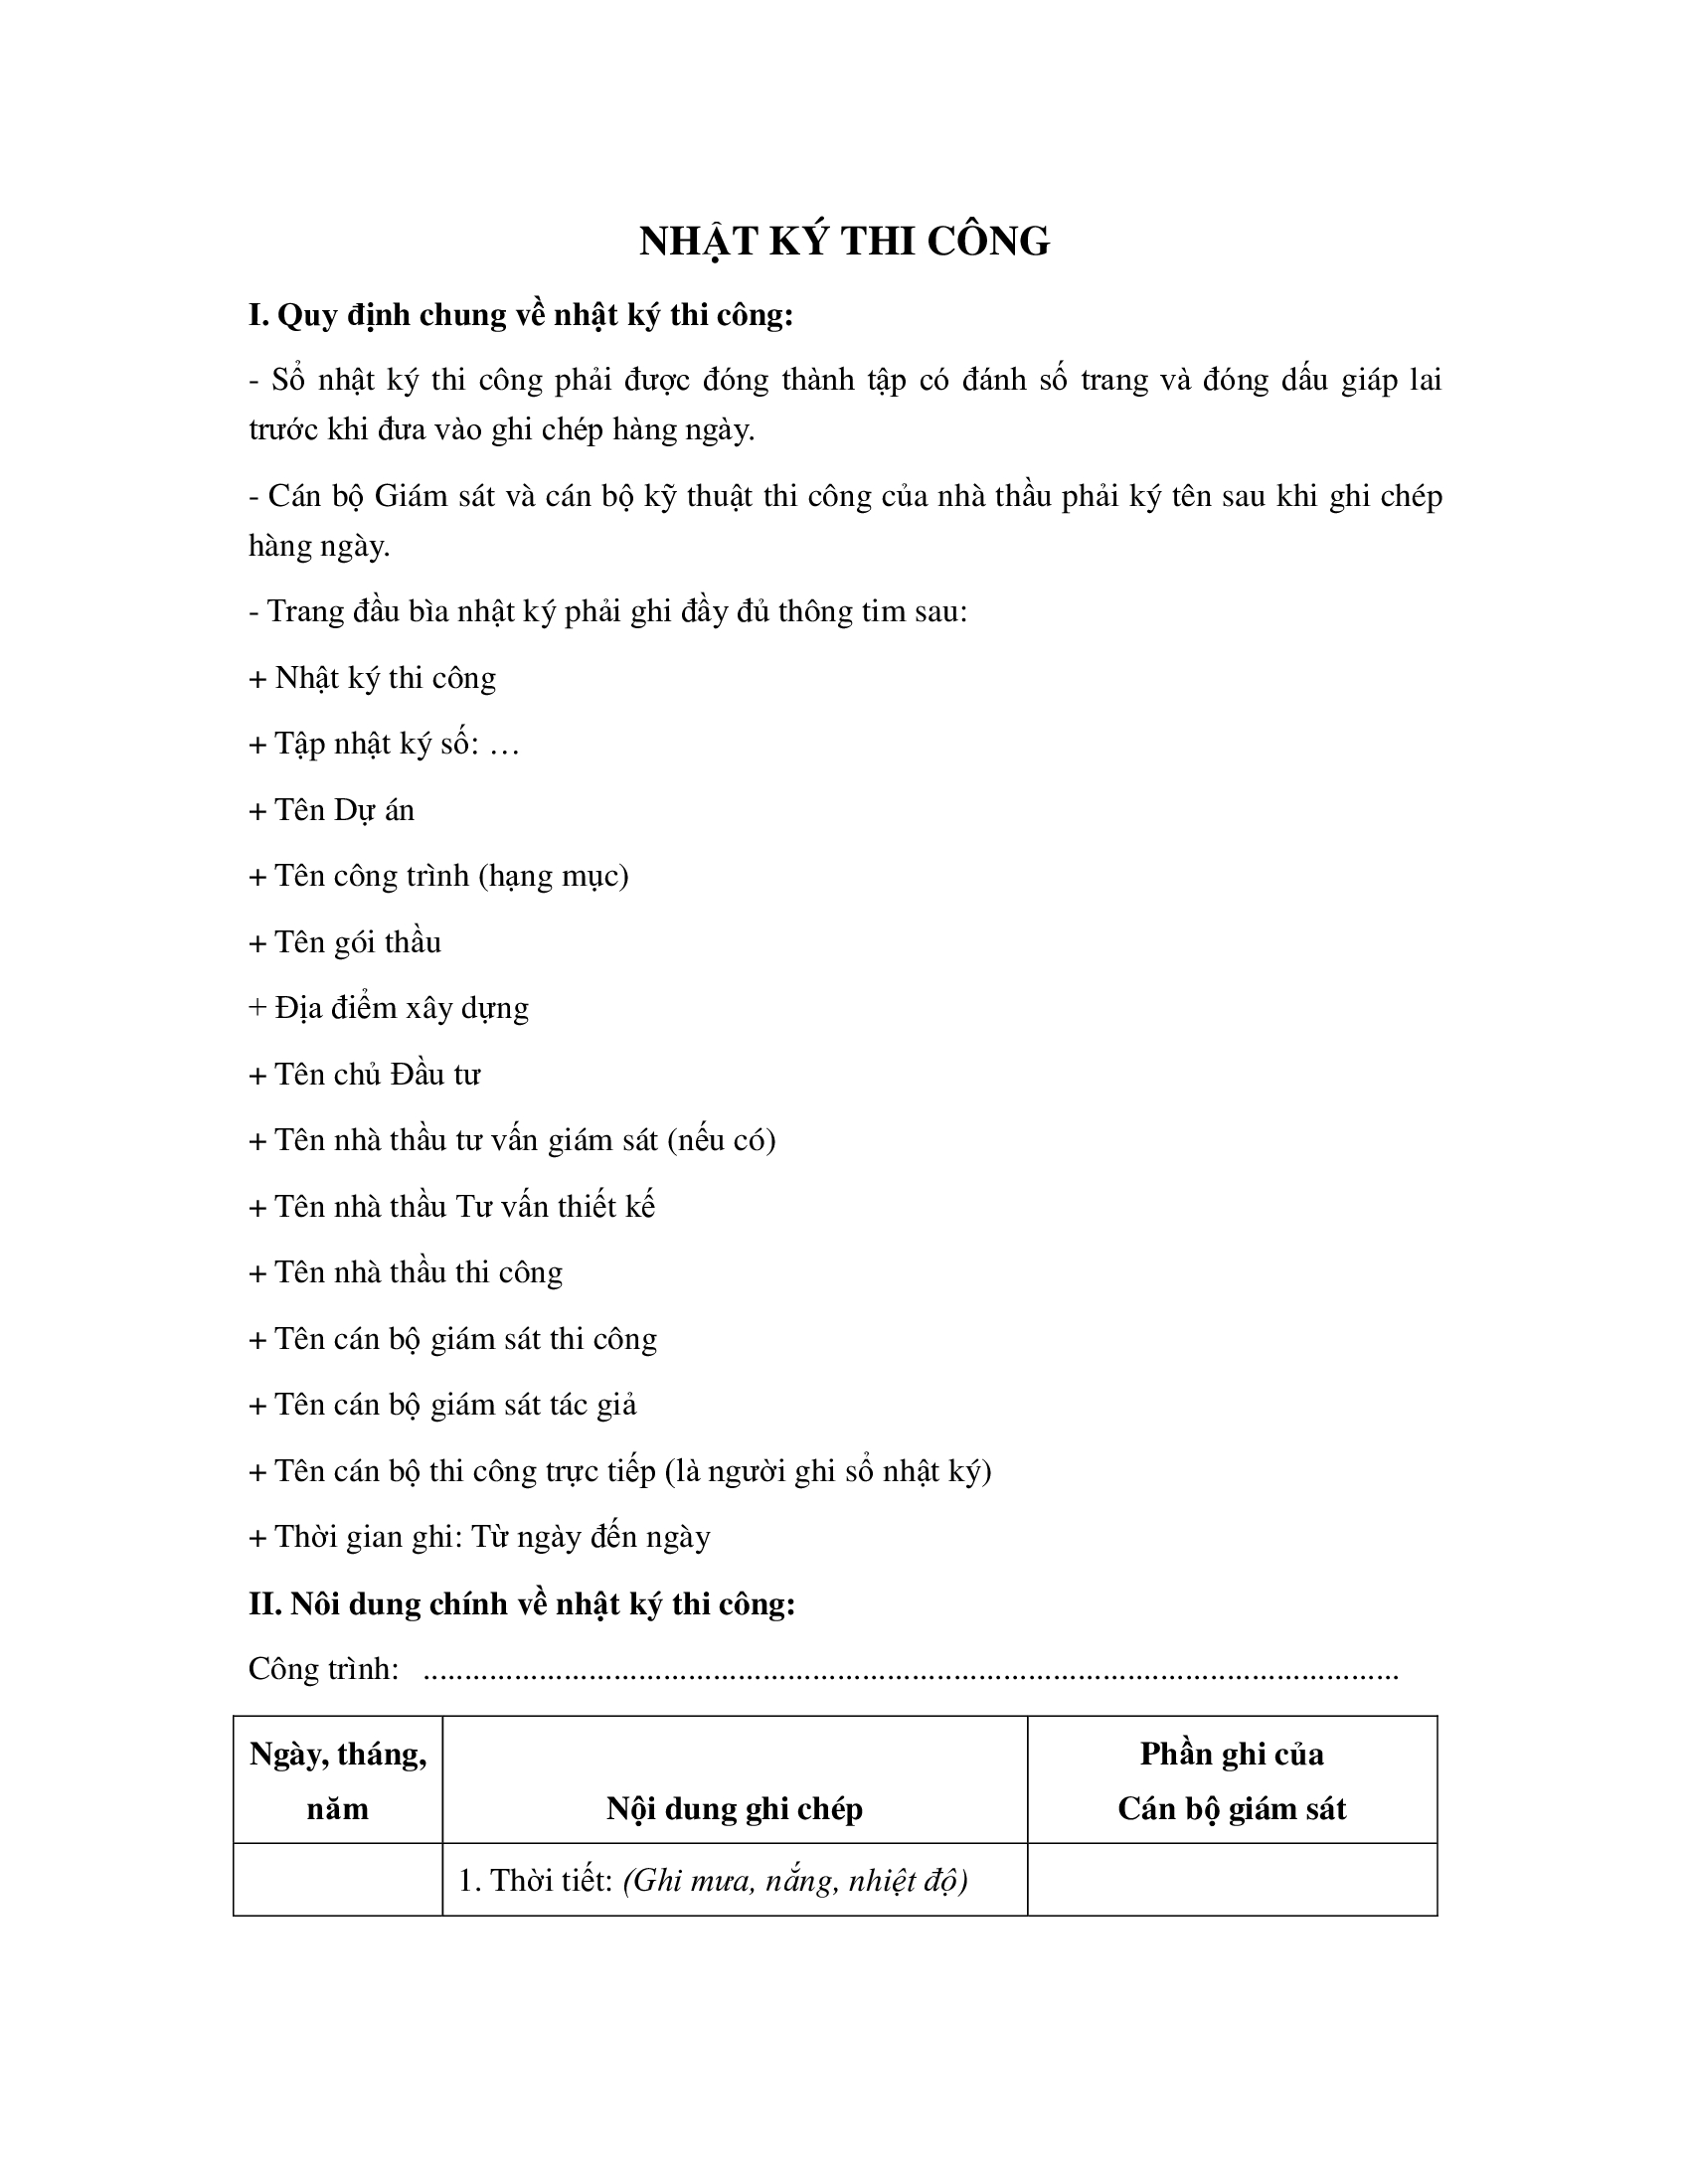 NHẬT KÝ THI CÔNG
I. Quy định chung về nhật ký thi công:
- Sổ nhật ký thi công phải được đóng thành tập có đánh số trang và đóng dấu giáp lai
trước khi đưa vào ghi chép hàng ngày.
- Cán bộ Giám sát và cán bộ kỹ thuật thi công của nhà thầu phải ký tên sau khi ghi chép
hàng ngày.
- Trang đầu bìa nhật ký phải ghi đầy đủ thông tim sau:
+ Nhật ký thi công
+ Tập nhật ký số: …
+ Tên Dự án
+ Tên công trình (hạng mục)
+ Tên gói thầu
+ Địa điểm xây dựng
+ Tên chủ Đầu tư
+ Tên nhà thầu tư vấn giám sát (nếu có)
+ Tên nhà thầu Tư vấn thiết kế
+ Tên nhà thầu thi công
+ Tên cán bộ giám sát thi công
+ Tên cán bộ giám sát tác giả
+ Tên cán bộ thi công trực tiếp (là người ghi sổ nhật ký)
+ Thời gian ghi: Từ ngày đến ngày
II. Nôi dung chính về nhật ký thi công:
Công trình: ......................................................................................................................
Ngày, tháng,
năm
Nội dung ghi chép
Phần ghi của
Cán bộ giám sát
1. Thời tiết: (Ghi mưa, nắng, nhiệt độ)